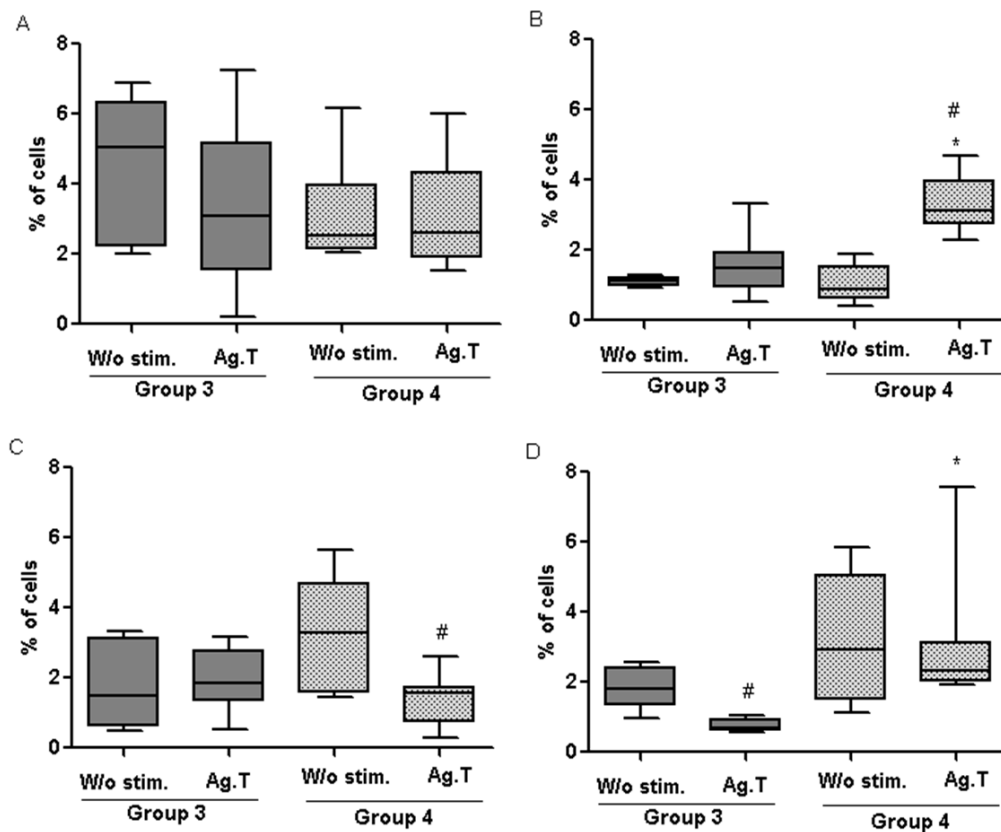 A
% of cells
8
6
4
2
0
W/o stim. Ag.T W/o stim. Ag.T
Group 3 Group 4
B
% of cells
8
6
4
2
0
#
*
W/o stim. Ag.T W/o stim. Ag.T
Group 3 Group 4
C
% of cells
8
6
4
2
0
#
W/o stim. Ag.T W/o stim. Ag.T
Group 3 Group 4
D
% of cells
8
6
4
2
0
#
*
W/o stim. Ag.T W/o stim. Ag.T
Group 3 Group 4